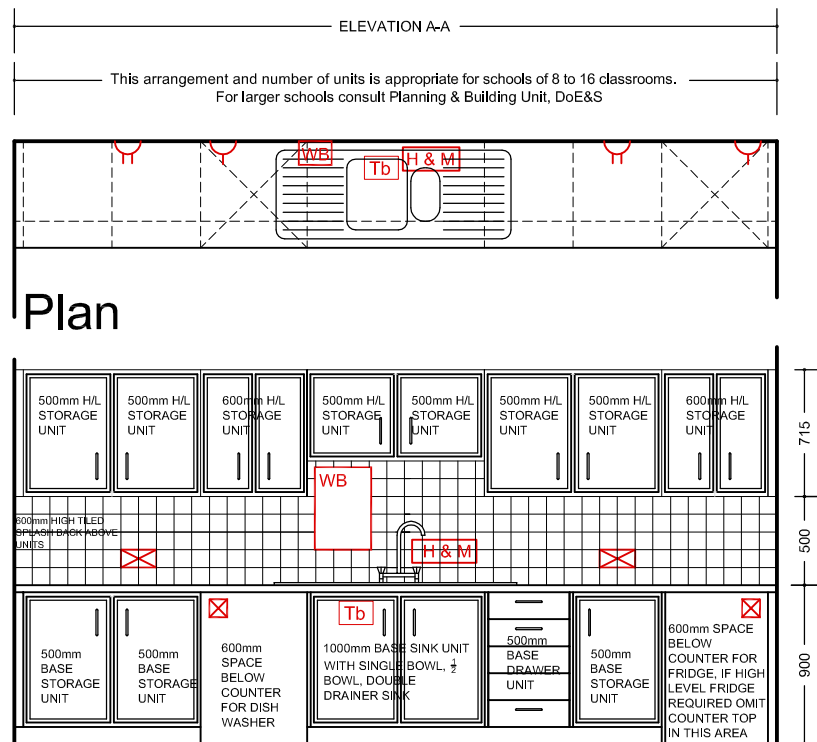 ELEVATION A-A
This arrangement and number of units is appropriate for schools of 8 to 16 classrooms.
For larger schools consult Planning & Building Unit, DoE&S
WB
Tb
H & M
Plan
500mm H/L
STORAGE
UNIT
500mm H/L
STORAGE
UNIT
600mm H/L
STORAGE
UNIT
500mm H/L
STORAGE
UNIT
500mm H/L
STORAGE
UNIT
500mm H/L
STORAGE
UNIT
500mm H/L
STORAGE
UNIT
600mm H/L
STORAGE
UNIT
715
WB
600mm HIGH TILED
SPLASH BACK ABOVE
UNITS
H & M
500
500mm
BASE
STORAGE
UNIT
500mm
BASE
STORAGE
UNIT
600mm
SPACE
BELOW
COUNTER
FOR DISH
WASHER
Tb
1000mm BASE SINK UNIT
WITH SINGLE BOWL, ½
BOWL, DOUBLE
DRAINER SINK
500mm
BASE
DRAWER
UNIT
500mm
BASE
STORAGE
UNIT
600mm SPACE
BELOW
COUNTER FOR
FRIDGE, IF HIGH
LEVEL FRIDGE
REQUIRED OMIT
COUNTER TOP
IN THIS AREA
900